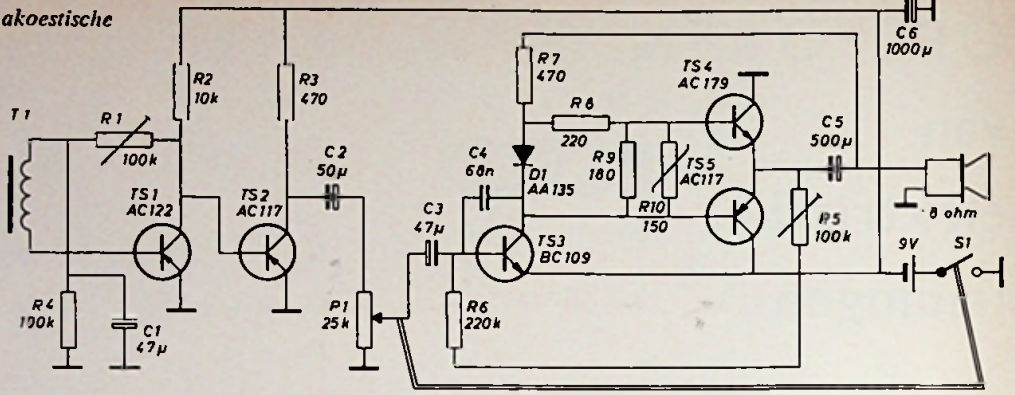 akoestische
T1
R1
100k
R2
10k
R3
470
C2
50µ
TS1
AC122
TS2
AC117
R4
100k
C1
47µ
P1
25k
C3
47µ
C4
68n
R6
220k
R7
470
D1
AA135
TS3
BC109
R8
220
R9
180
R10
150
TS4
AC179
TS5
AC117
C5
500µ
R5
100k
8 ohm
C6
1000µ
9V
S1